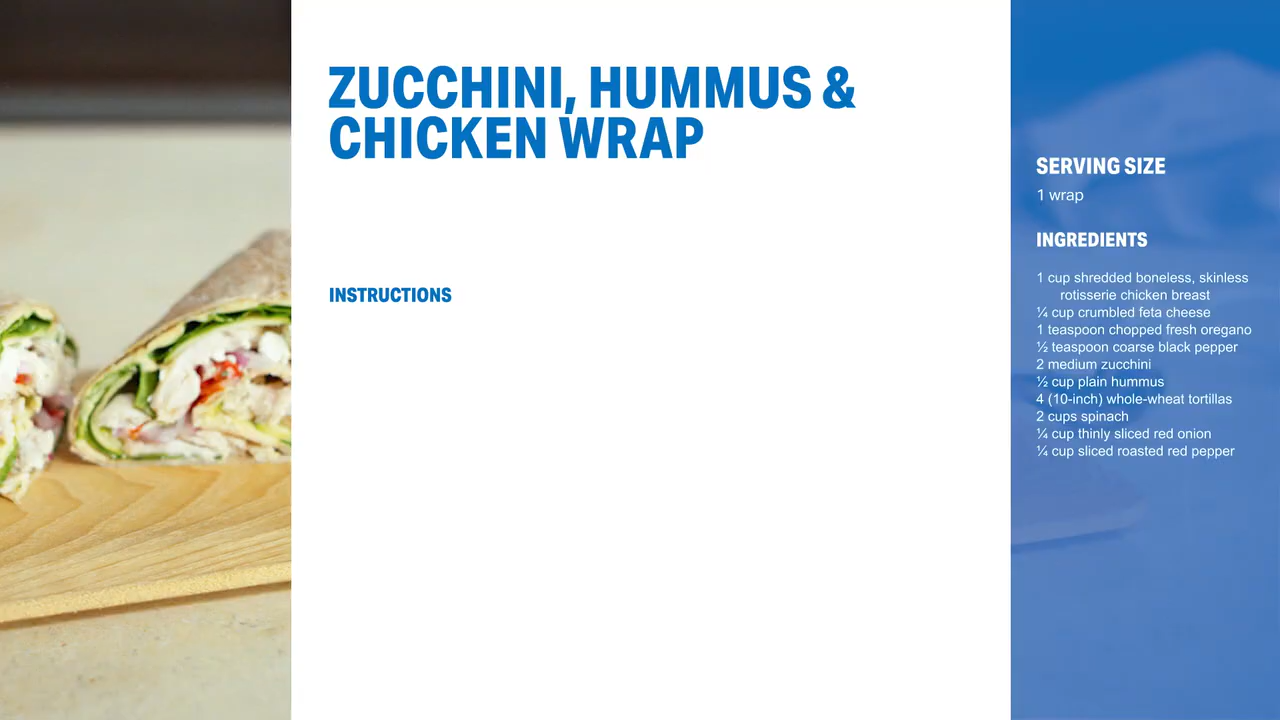 ZUCCHINI, HUMMUS &
CHICKEN WRAP
INSTRUCTIONS
SERVING SIZE
1 wrap
INGREDIENTS
1 cup shredded boneless, skinless
rotisserie chicken breast
¼ cup crumbled feta cheese
1 teaspoon chopped fresh oregano
½ teaspoon coarse black pepper
2 medium zucchini
½ cup plain hummus
4 (10-inch) whole-wheat tortillas
2 cups spinach
¼ cup thinly sliced red onion
¼ cup sliced roasted red pepper